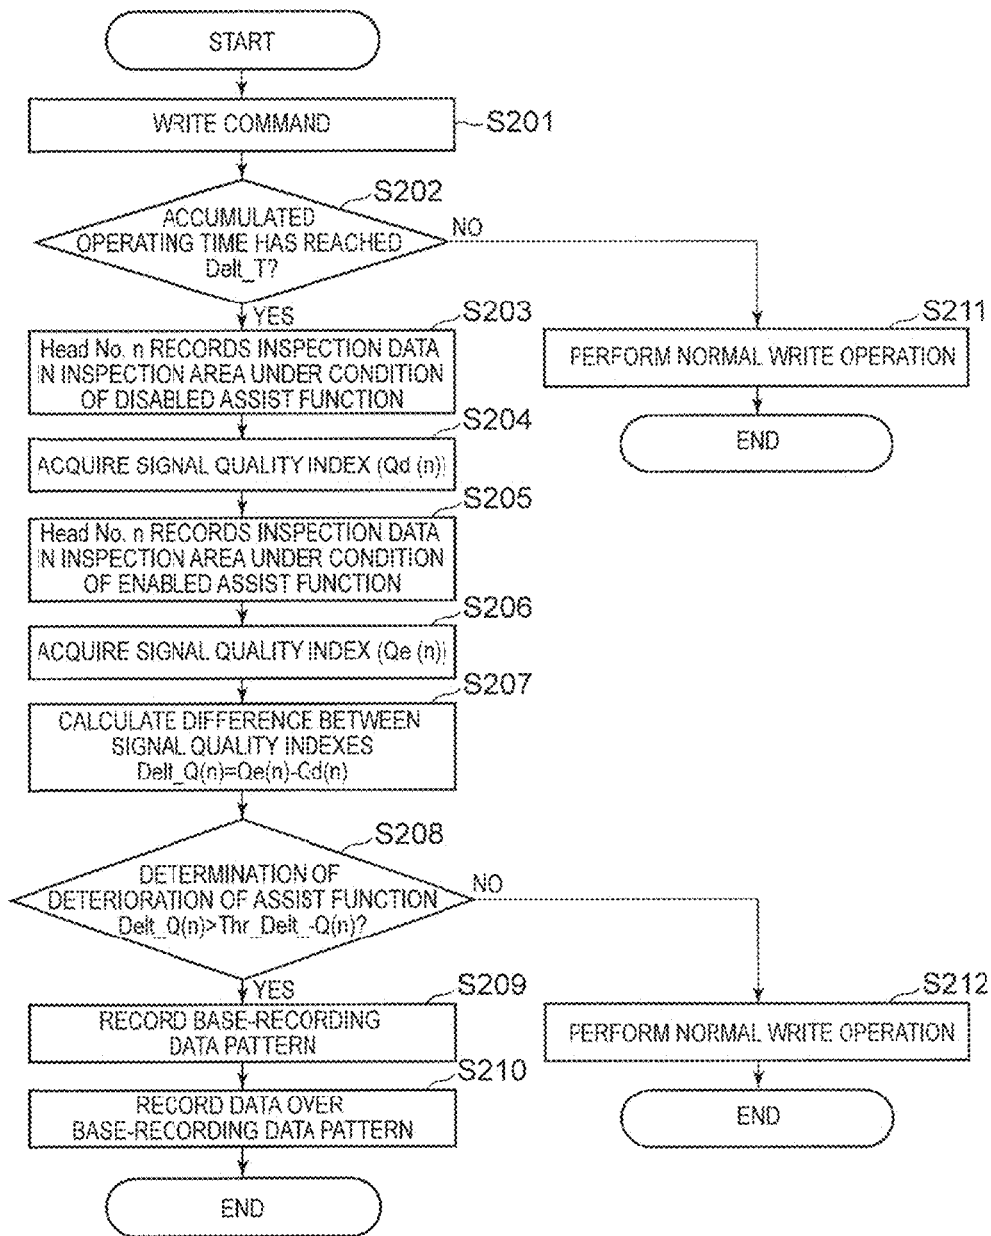 START
WRITE COMMAND
S201
S202
ACCUMULATED
OPERATING TIME HAS REACHED
Delt_T?
NO
YES
S203
Head No. n RECORDS INSPECTION DATA
IN INSPECTION AREA UNDER CONDITION
OF DISABLED ASSIST FUNCTION
S211
PERFORM NORMAL WRITE OPERATION
END
S204
ACQUIRE SIGNAL QUALITY INDEX (Qd (n))
S205
Head No. n RECORDS INSPECTION DATA
IN INSPECTION AREA UNDER CONDITION
OF ENABLED ASSIST FUNCTION
S206
ACQUIRE SIGNAL QUALITY INDEX (Qe (n))
S207
CALCULATE DIFFERENCE BETWEEN
SIGNAL QUALITY INDEXES
Delt_Q(n)=Qe(n)-Qd(n)
S208
DETERMINATION OF
DETERIORATION OF ASSIST FUNCTION
Delt_Q(n)>Thr_Delt_-Q(n)?
NO
YES
S209
RECORD BASE-RECORDING
DATA PATTERN
S212
PERFORM NORMAL WRITE OPERATION
END
S210
RECORD DATA OVER
BASE-RECORDING DATA PATTERN
END